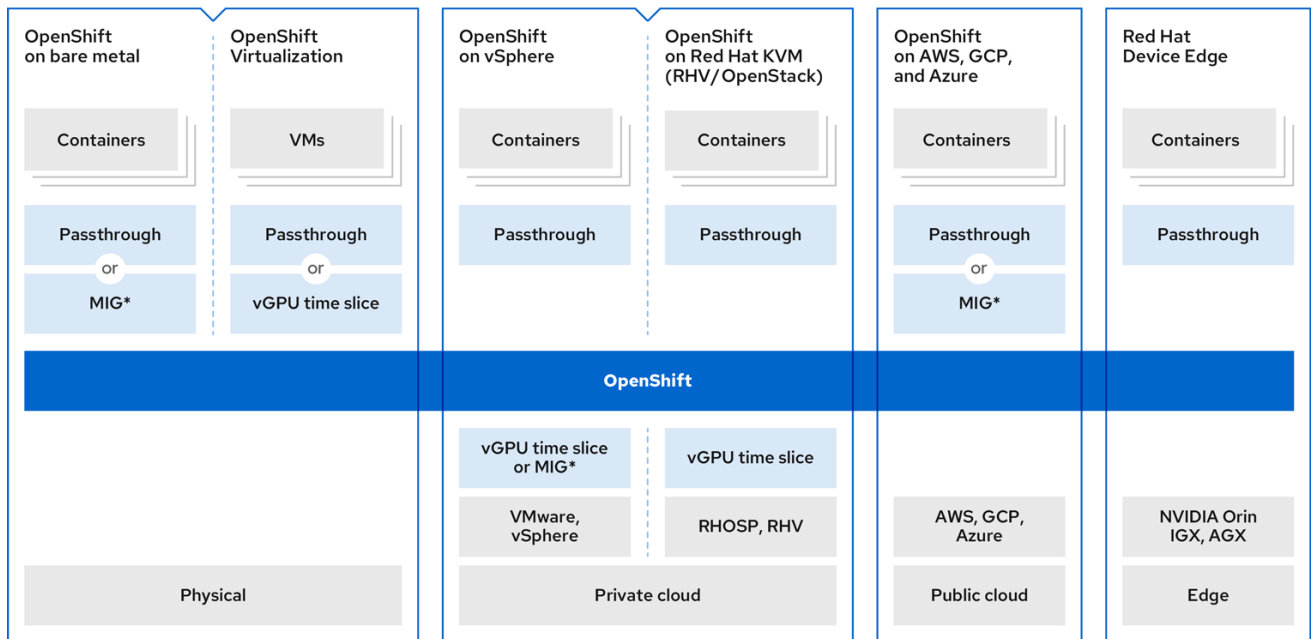 OpenShift
on bare metal
OpenShift
Virtualization
OpenShift
on vSphere
OpenShift
on Red Hat KVM
(RHV/OpenStack)
OpenShift
on AWS, GCP,
and Azure
Red Hat
Device Edge
Containers
VMs
Containers
Containers
Containers
Containers
Passthrough
Passthrough
Passthrough
Passthrough
Passthrough
Passthrough
or
or
or
MIG*
vGPU time slice
MIG*
OpenShift
vGPU time slice
or MIG*
vGPU time slice
VMware,
vSphere
RHOSP, RHV
AWS, GCP,
Azure
NVIDIA Orin
IGX, AGX
Physical
Private cloud
Public cloud
Edge